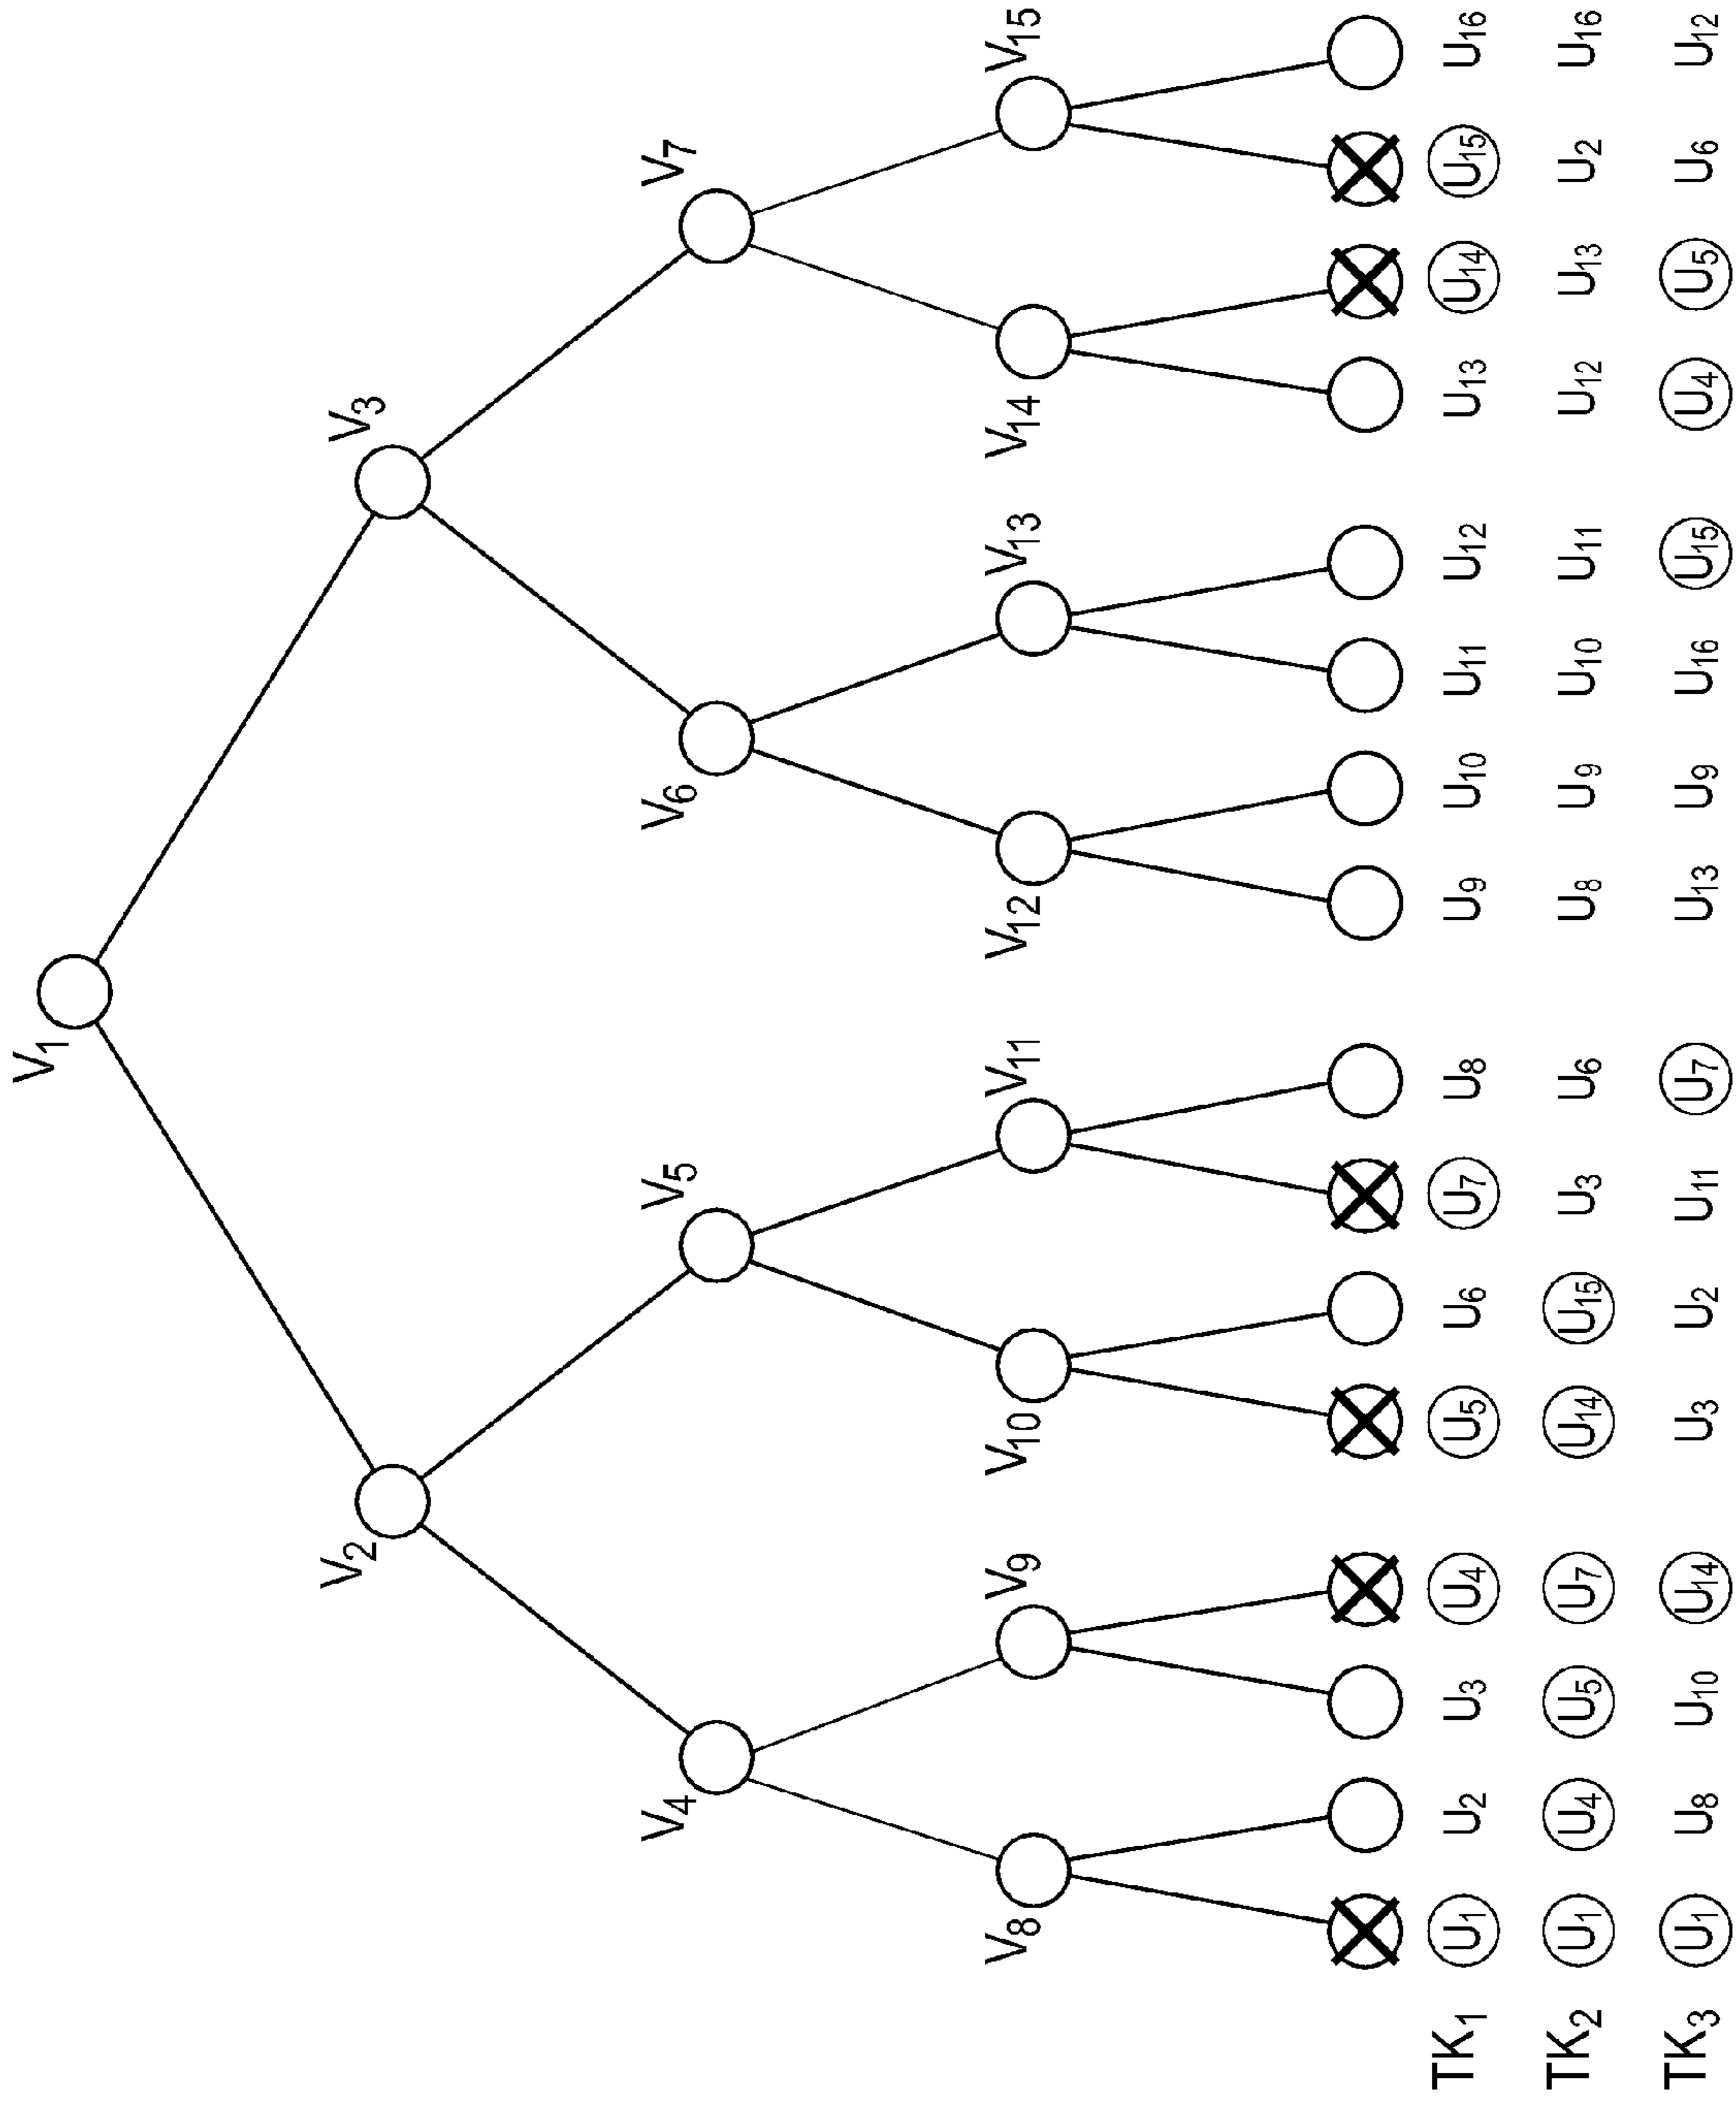 V₁
V₂ V₃
V₄ V₅ V₆ V₇
V₈ V₉ V₁₀ V₁₁ V₁₂ V₁₃ V₁₄ V₁₅
TK₁ U₁ U₂ U₃ U₄ U₅ U₆ U₇ U₈ U₉ U₁₀ U₁₁ U₁₂ U₁₃ U₁₄ U₁₅ U₁₆
TK₂ U₁ U₄ U₅ U₇ U₁₄ U₁₅ U₃ U₆ U₈ U₉ U₁₀ U₁₁ U₁₂ U₁₃ U₂ U₁₆
TK₃ U₁ U₈ U₁₀ U₁₄ U₃ U₂ U₁₁ U₇ U₁₃ U₉ U₁₆ U₁₅ U₄ U₅ U₆ U₁₂